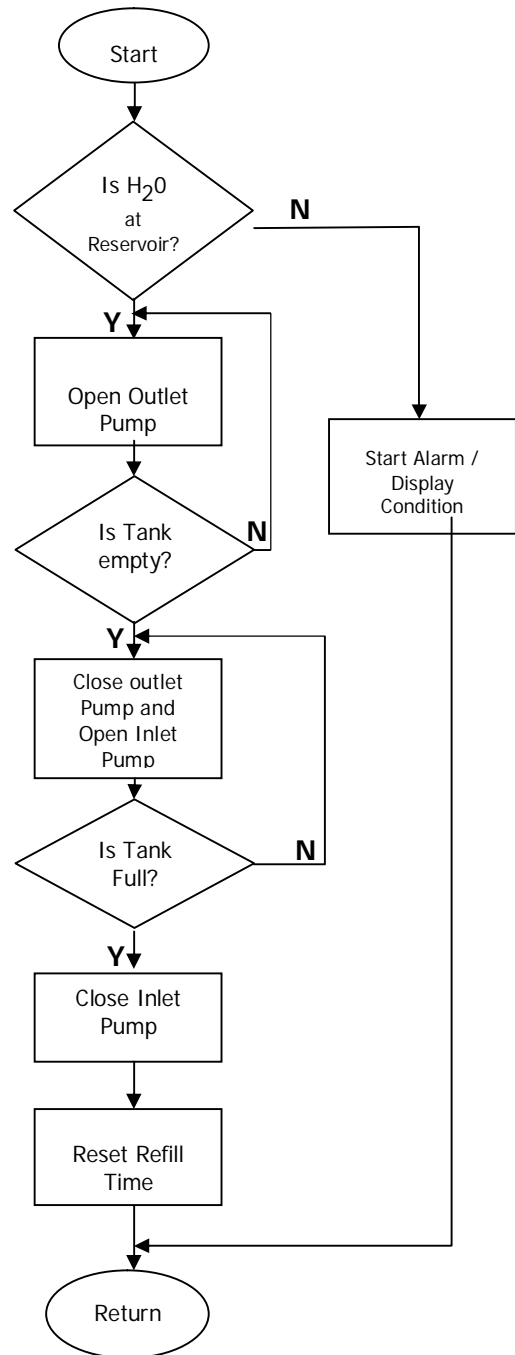 Start
Is H₂0
at
Reservoir?
N
Y
Open Outlet
Pump
Start Alarm /
Display
Condition
Is Tank
empty?
N
Y
Close outlet
Pump and
Open Inlet
Pump
Is Tank
Full?
N
Y
Close Inlet
Pump
Reset Refill
Time
Return